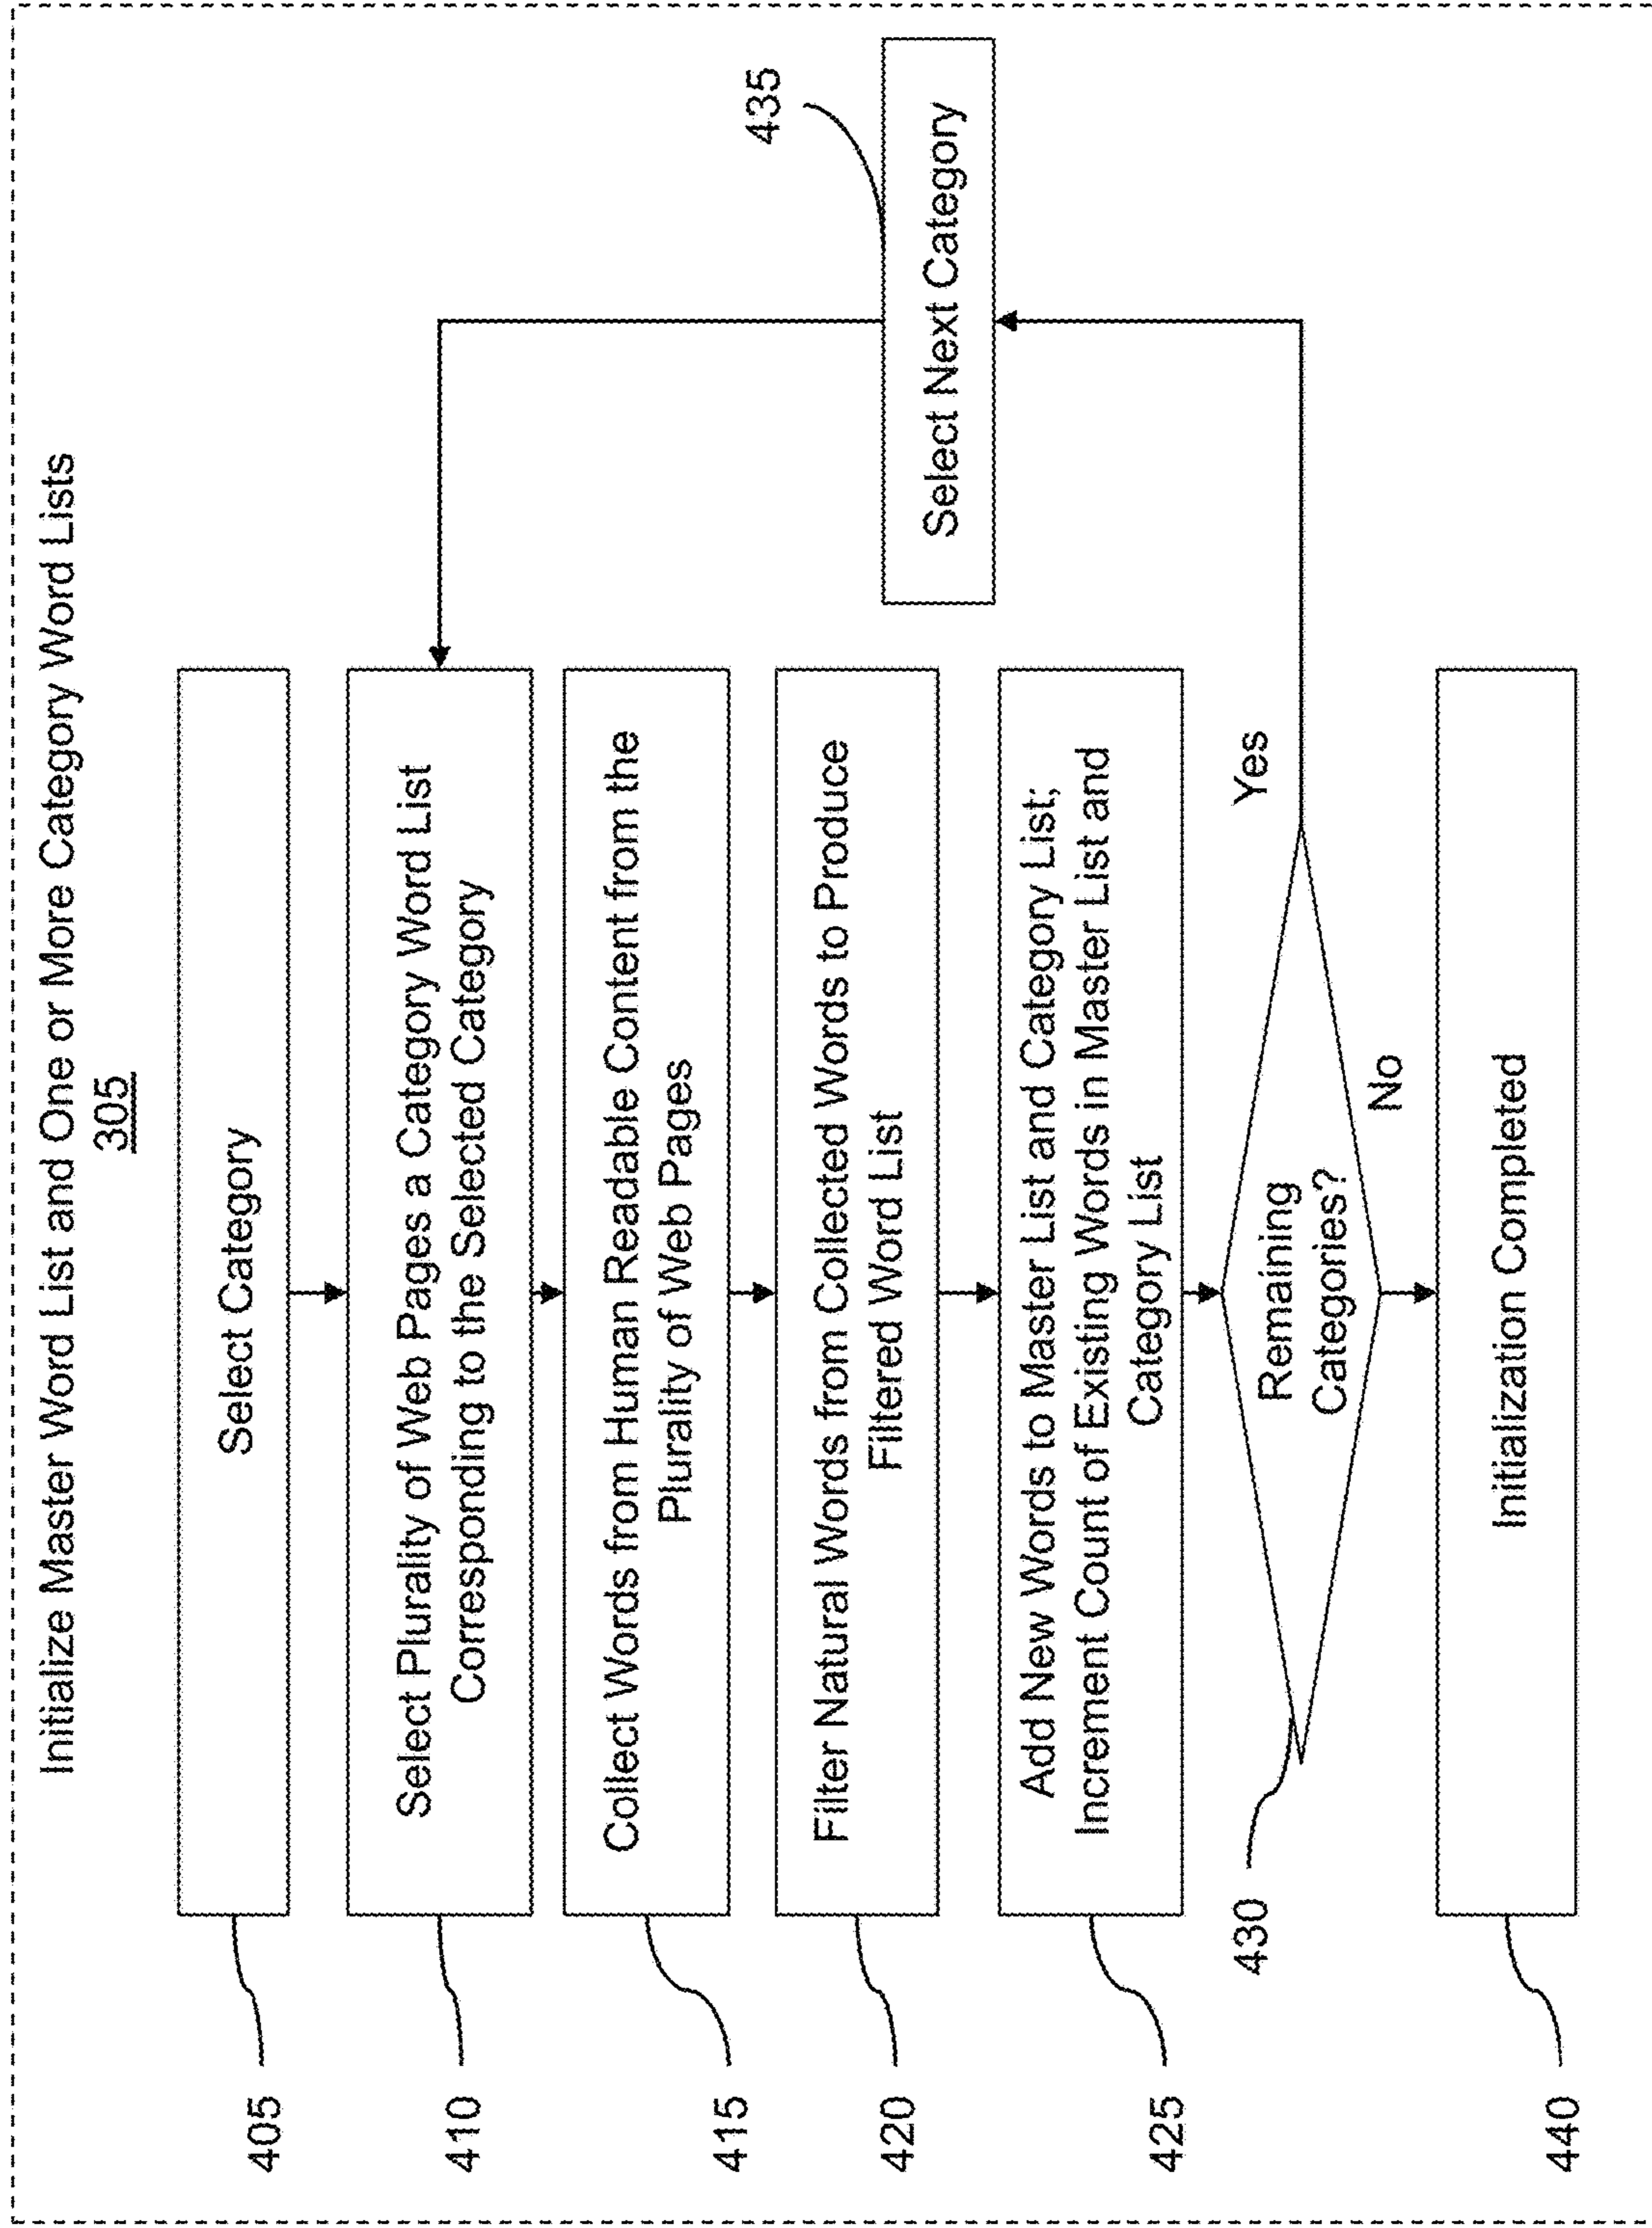 Initialize Master Word List and One or More Category Word Lists
305
405
Select Category
410
Select Plurality of Web Pages a Category Word List
Corresponding to the Selected Category
415
Collect Words from Human Readable Content from the
Plurality of Web Pages
420
Filter Natural Words from Collected Words to Produce
Filtered Word List
435
Select Next Category
425
Add New Words to Master List and Category List;
Increment Count of Existing Words in Master List and
Category List
430
Remaining
Categories?
Yes
No
440
Initialization Completed